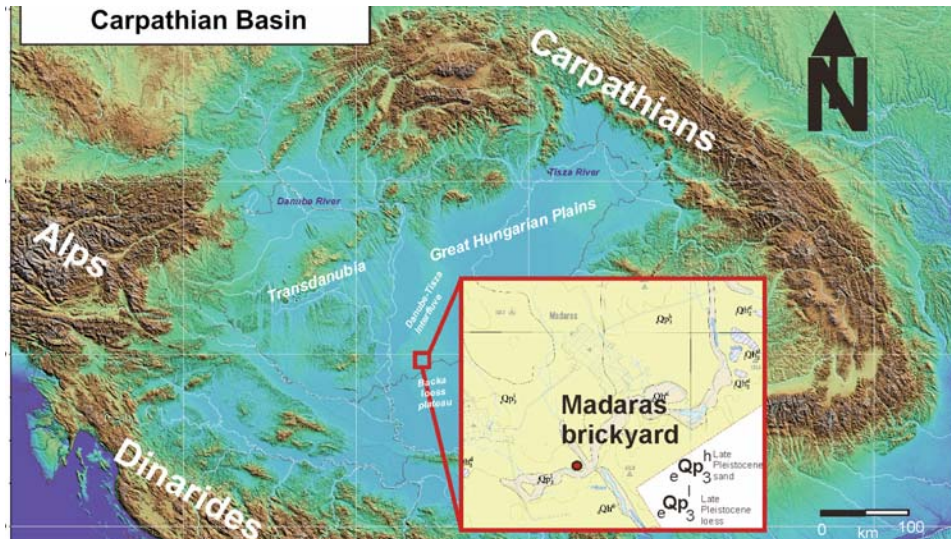 Carpathian Basin
Carpathians
N
Tisza River
Danube River
Great Hungarian Plains
Alps
Transdanubia
Danube-Tisza
Interfluve
Madaras
Backa
loess
plateau
Madaras
brickyard
eQp3h Late
Pleistocene
sand
eQp3l Late
Pleistocene
loess
Dinarides
0 100
km